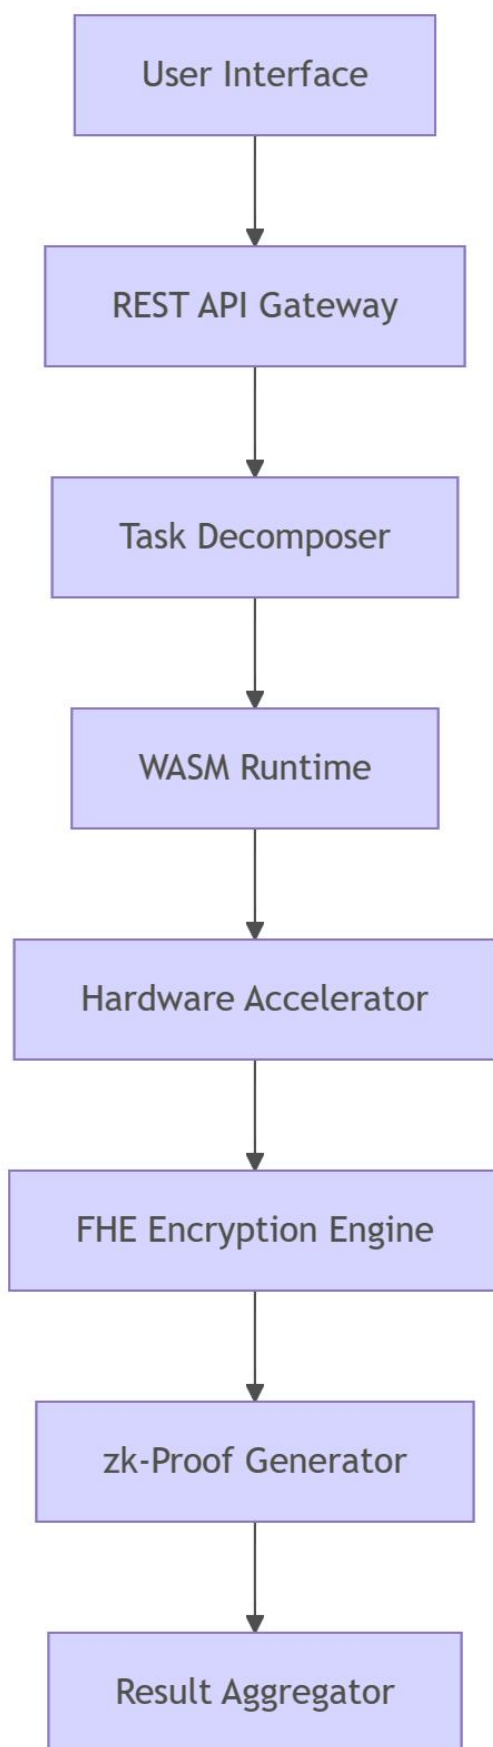 User Interface
REST API Gateway
Task Decomposer
WASM Runtime
Hardware Accelerator
FHE Encryption Engine
zk-Proof Generator
Result Aggregator